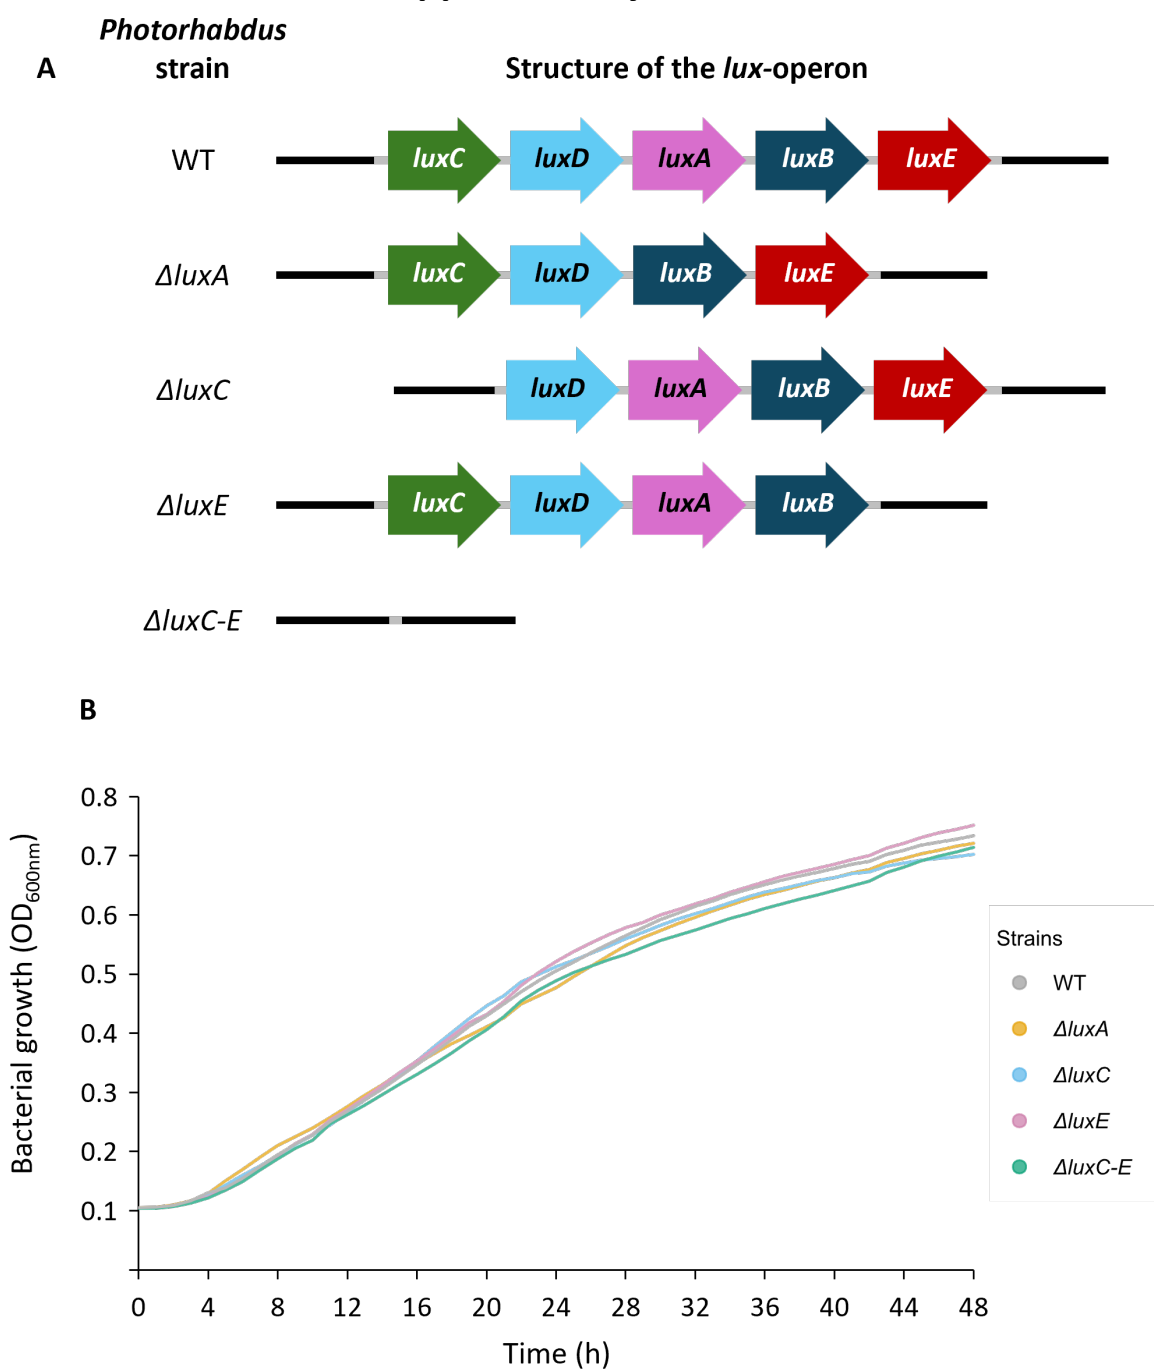 Photorhabdus
A strain Structure of the lux-operon
WT luxC luxD luxA luxB luxE
ΔluxA luxC luxD luxB luxE
ΔluxC luxD luxA luxB luxE
ΔluxE luxC luxD luxA luxB
ΔluxC-E
B
Bacterial growth (OD600nm)
0.8
0.7
0.6
0.5
0.4
0.3
0.2
0.1
0 4 8 12 16 20 24 28 32 36 40 44 48
Time (h)
Strains
WT
ΔluxA
ΔluxC
ΔluxE
ΔluxC-E